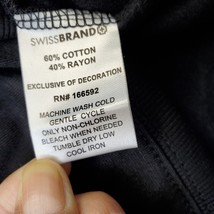 SWISSBRAND
60% COTTON
40% RAYON
EXCLUSIVE OF DECORATION
RN# 166592
MACHINE WASH COLD
GENTLE CYCLE
ONLY NON-CHLORINE
BLEACH WHEN NEEDED
TUMBLE DRY LOW
COOL IRON